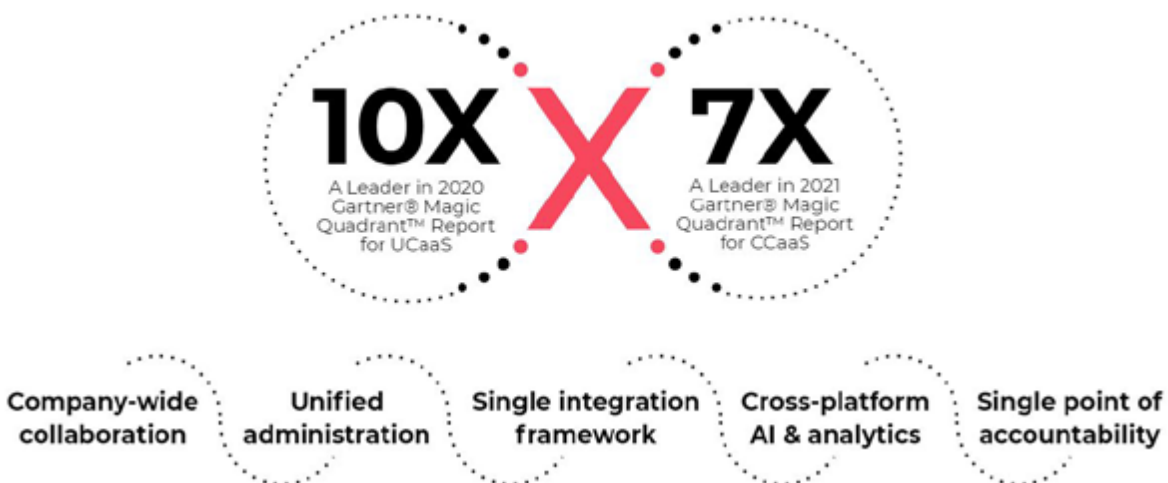 10X
A Leader in 2020
Gartner® Magic
Quadrant™ Report
for UCaaS
X
7X
A Leader in 2021
Gartner® Magic
Quadrant™ Report
for CCaaS
Company-wide
collaboration
Unified
administration
Single integration
framework
Cross-platform
AI & analytics
Single point of
accountability